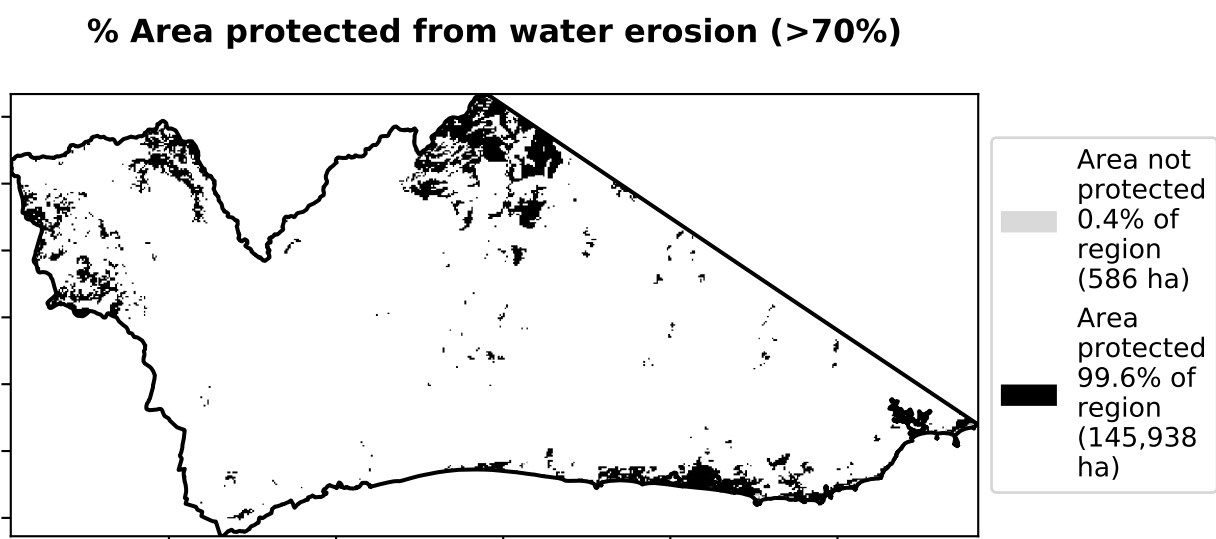 % Area protected from water erosion (>70%)
Area not
protected
0.4% of
region
(586 ha)
Area
protected
99.6% of
region
(145,938
ha)